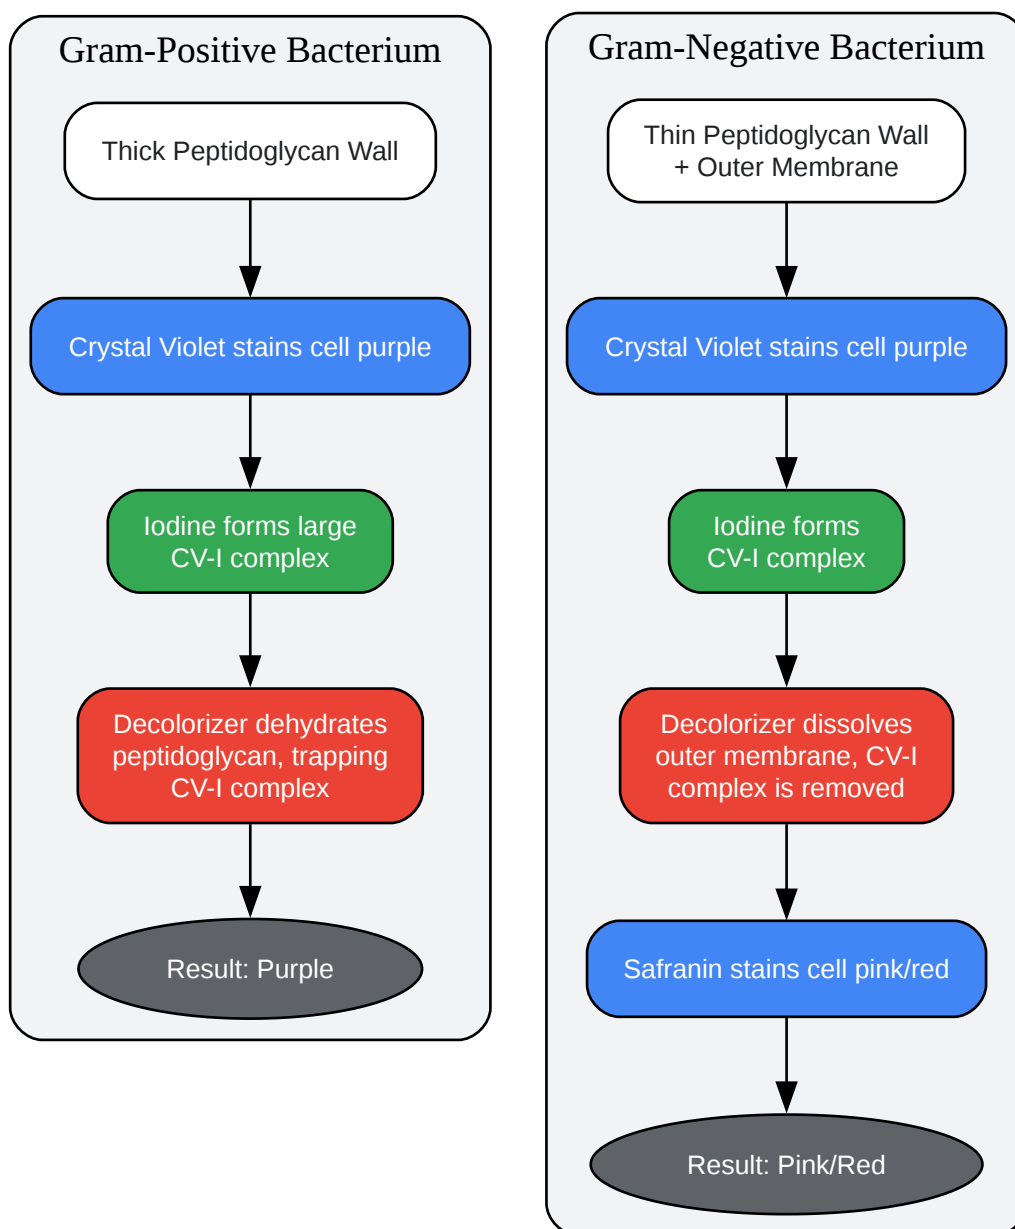 Gram-Positive Bacterium
Thick Peptidoglycan Wall
Crystal Violet stains cell purple
Iodine forms large
CV-I complex
Decolorizer dehydrates
peptidoglycan, trapping
CV-I complex
Result: Purple
Gram-Negative Bacterium
Thin Peptidoglycan Wall
+ Outer Membrane
Crystal Violet stains cell purple
Iodine forms
CV-I complex
Decolorizer dissolves
outer membrane, CV-I
complex is removed
Safranin stains cell pink/red
Result: Pink/Red